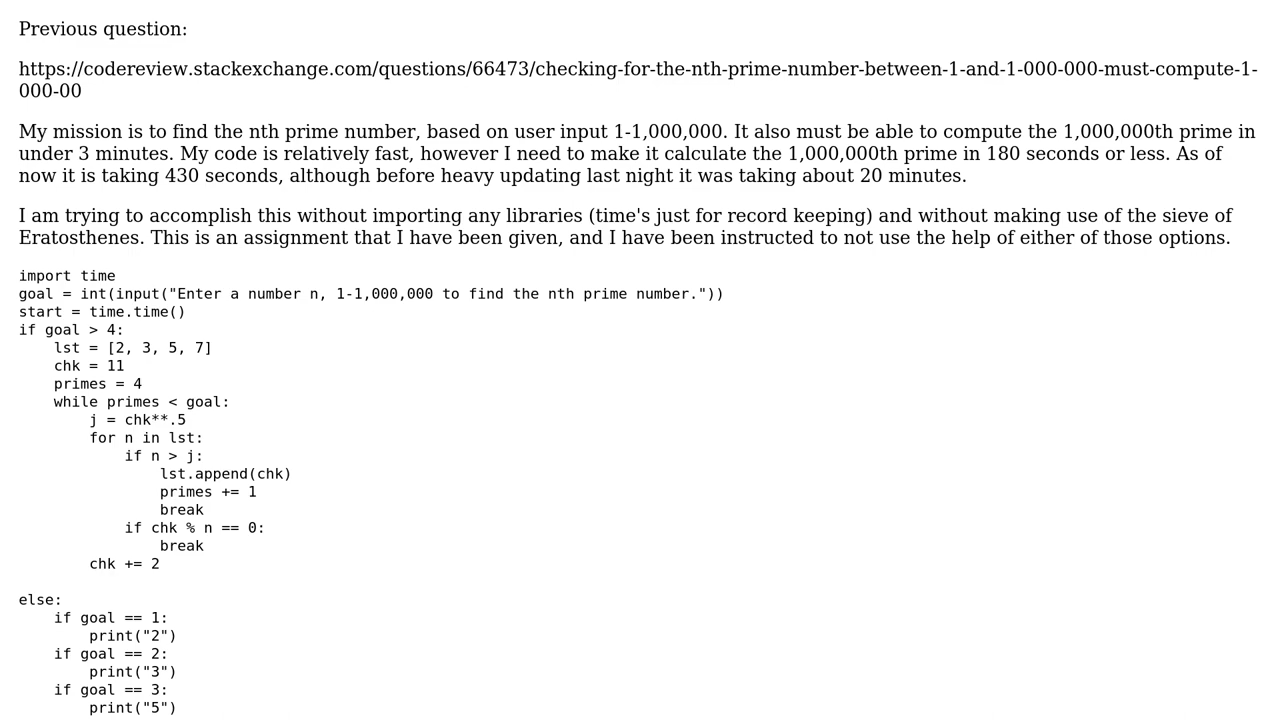 Previous question:
https://codereview.stackexchange.com/questions/66473/checking-for-the-nth-prime-number-between-1-and-1-000-000-must-compute-1-
000-00
My mission is to find the nth prime number, based on user input 1-1,000,000. It also must be able to compute the 1,000,000th prime in
under 3 minutes. My code is relatively fast, however I need to make it calculate the 1,000,000th prime in 180 seconds or less. As of
now it is taking 430 seconds, although before heavy updating last night it was taking about 20 minutes.
I am trying to accomplish this without importing any libraries (time's just for record keeping) and without making use of the sieve of
Eratosthenes. This is an assignment that I have been given, and I have been instructed to not use the help of either of those options.
import time
goal = int(input("Enter a number n, 1-1,000,000 to find the nth prime number."))
start = time.time()
if goal > 4:
    lst = [2, 3, 5, 7]
    chk = 11
    primes = 4
    while primes < goal:
        j = chk**.5
        for n in lst:
            if n > j:
                lst.append(chk)
                primes += 1
                break
            if chk % n == 0:
                break
        chk += 2
else:
    if goal == 1:
        print("2")
    if goal == 2:
        print("3")
    if goal == 3:
        print("5")